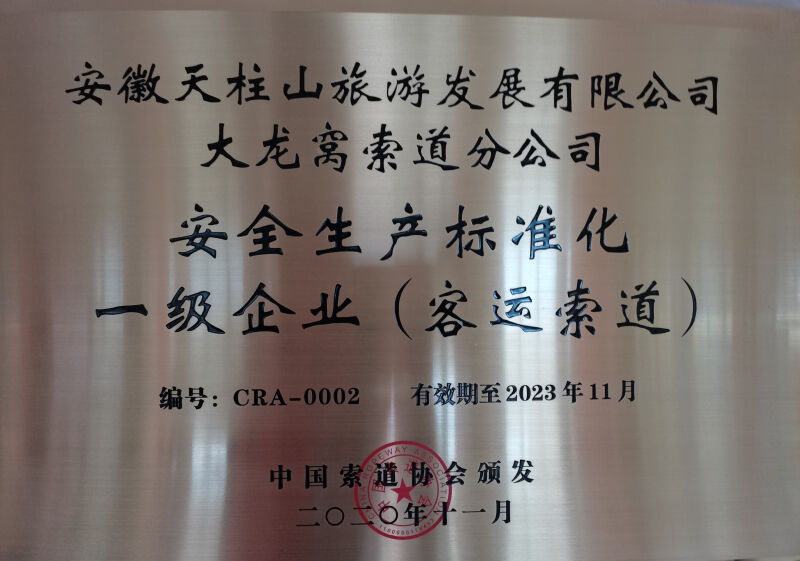 安徽天柱山旅游发展有限公司
大龙窝索道分公司
安全生产标准化
一级企业（客运索道）
编号：CRA-0002 有效期至2023年11月
中国索道协会颁发
二〇二〇年十一月